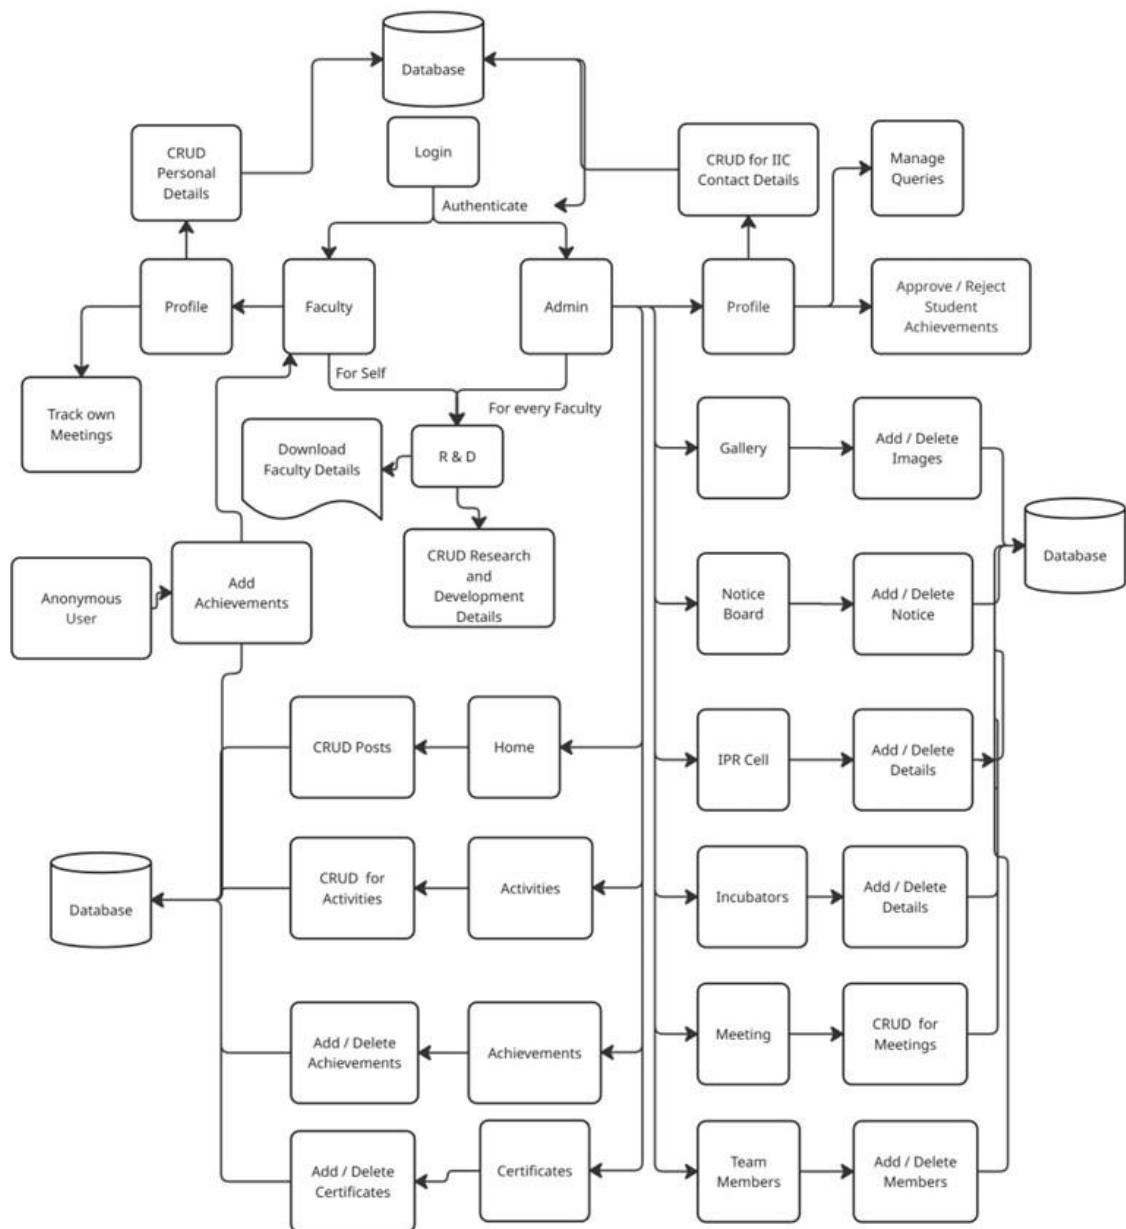 Database
Login
CRUD
Personal
Details
CRUD for IIC
Contact Details
Manage
Queries
Authenticate
Profile
Faculty
Admin
Profile
Approve / Reject
Student
Achievements
For Self
For every Faculty
Track own
Meetings
Download
Faculty Details
R & D
Gallery
Add / Delete
Images
CRUD Research
and
Development
Details
Database
Anonymous
User
Add
Achievements
Notice
Board
Add / Delete
Notice
CRUD Posts
Home
IPR Cell
Add / Delete
Details
Database
CRUD for
Activities
Activities
Incubators
Add / Delete
Details
Add / Delete
Achievements
Achievements
Meeting
CRUD for
Meetings
Add / Delete
Certificates
Certificates
Team
Members
Add / Delete
Members